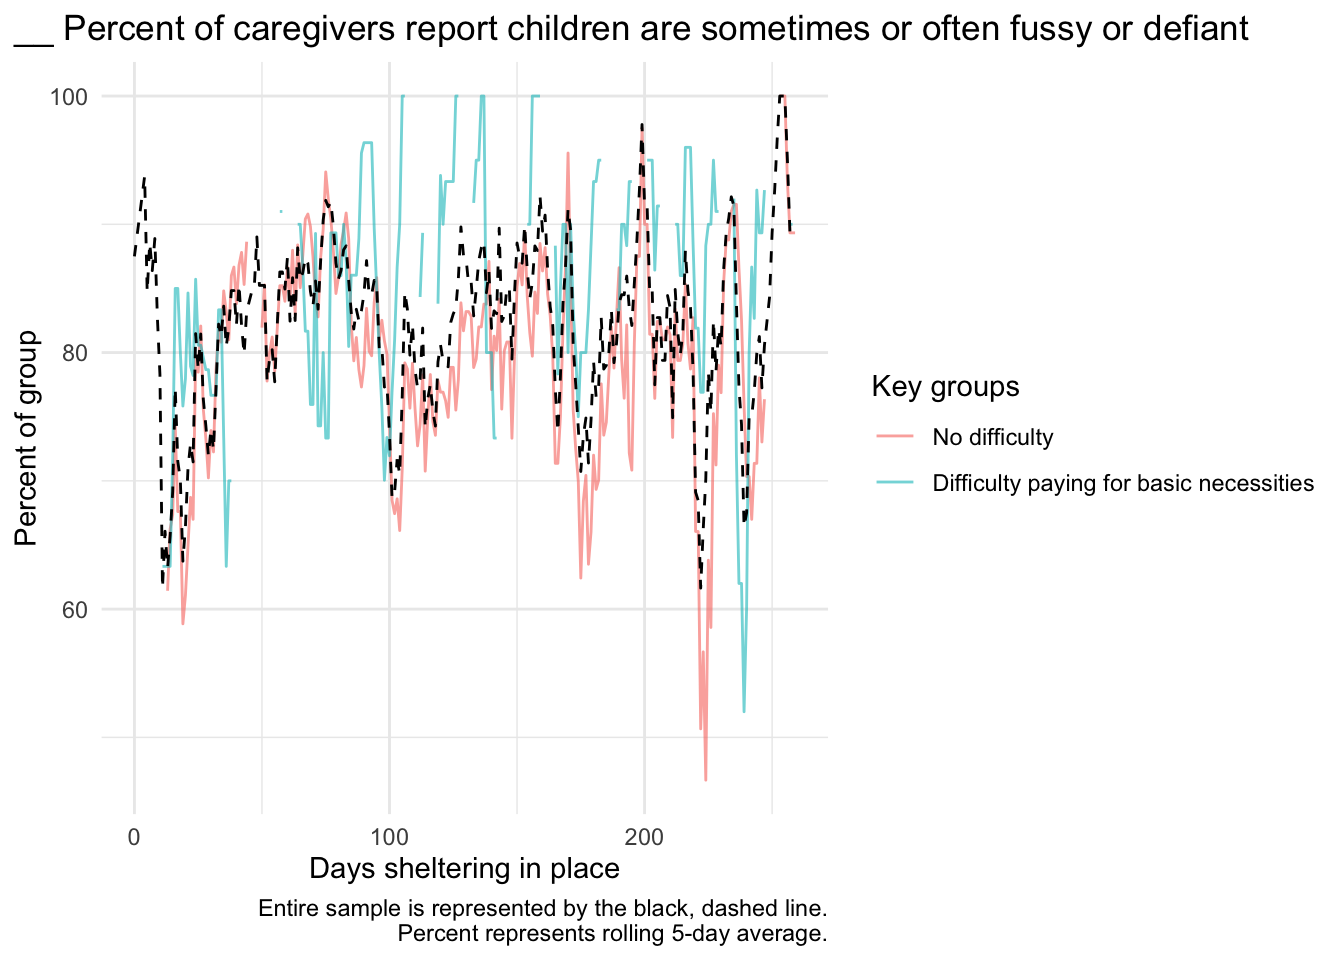 __ Percent of caregivers report children are sometimes or often fussy or defiant
100
80
60
Percent of group
0
100
200
Days sheltering in place
Key groups
No difficulty
Difficulty paying for basic necessities
Entire sample is represented by the black, dashed line.
Percent represents rolling 5-day average.